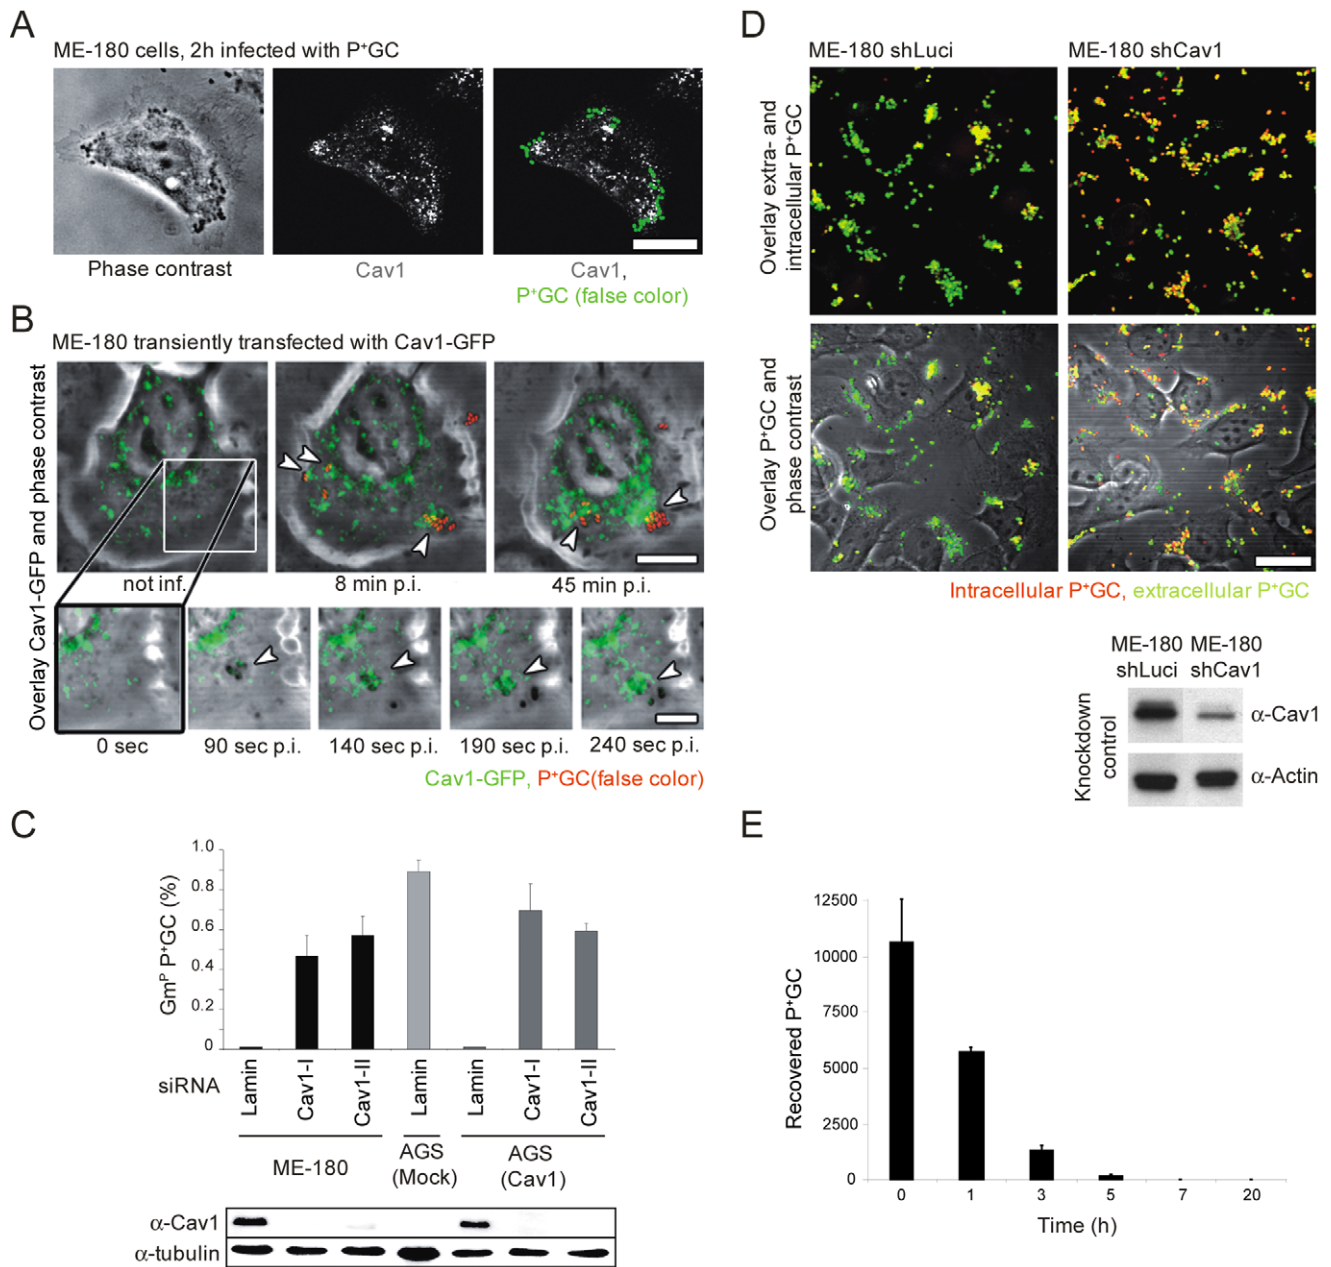 A
ME-180 cells, 2h infected with P⁺GC
Phase contrast
Cav1
Cav1,
P⁺GC (false color)
B
ME-180 transiently transfected with Cav1-GFP
Overlay Cav1-GFP and phase contrast
not inf.
8 min p.i.
45 min p.i.
0 sec
90 sec p.i.
140 sec p.i.
190 sec p.i.
240 sec p.i.
Cav1-GFP, P⁺GC(false color)
C
Gmᴾ P⁺GC (%)
1.0
0.8
0.6
0.4
0.2
0
siRNA
Lamin
Cav1-I
Cav1-II
Lamin
Lamin
Cav1-I
Cav1-II
ME-180
AGS
(Mock)
AGS
(Cav1)
α-Cav1
α-tubulin
D
ME-180 shLuci
ME-180 shCav1
Overlay extra- and
intracellular P⁺GC
Overlay P⁺GC and
phase contrast
Intracellular P⁺GC, extracellular P⁺GC
ME-180
shLuci
ME-180
shCav1
Knockdown
control
α-Cav1
α-Actin
E
Recovered P⁺GC
12500
10000
7500
5000
2500
0
0
1
3
5
7
20
Time (h)